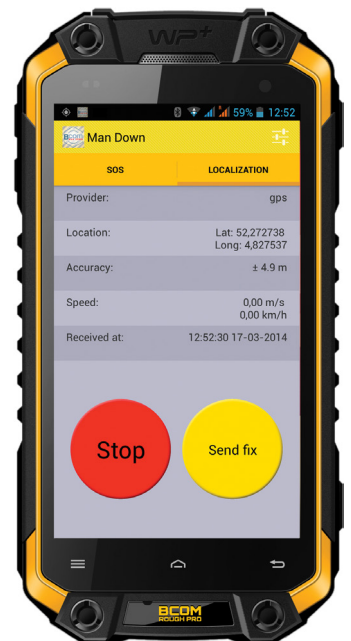 WP+
59% 12:52
BCOM Man Down
SOS LOCALIZATION
Provider: gps
Location: Lat: 52,272738
Long: 4,827537
Accuracy: ± 4.9 m
Speed: 0,00 m/s
0,00 km/h
Received at: 12:52:30 17-03-2014
Stop Send fix
BCOM
ROUGH PRO